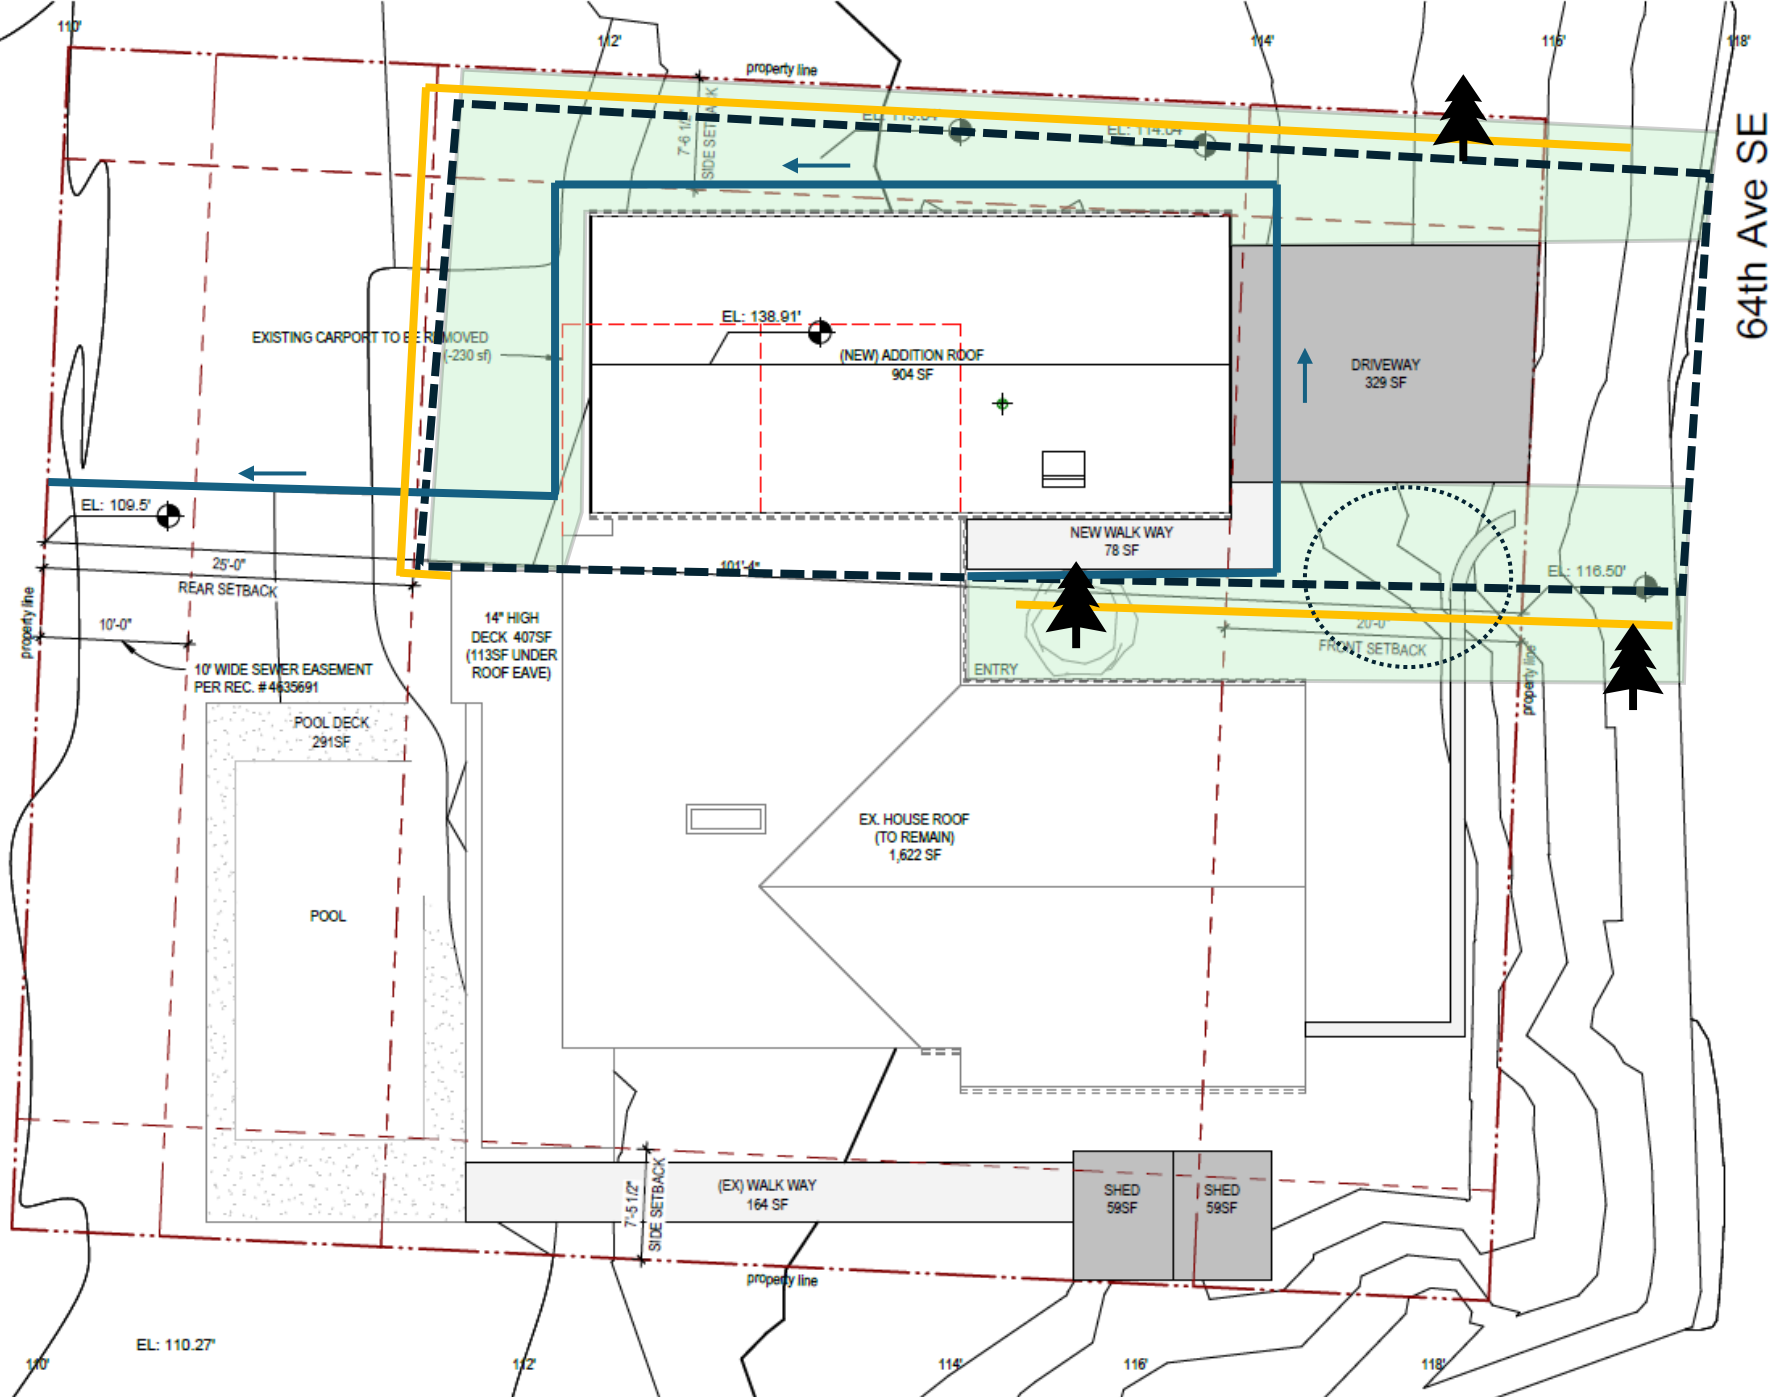 110'
112'
114'
116'
118'
property line
7'-6 1/2"
SIDE SETBACK
EL: 114.04'
64th Ave SE
EL: 138.91'
EXISTING CARPORT TO BE REMOVED
(-230 sf)
(NEW) ADDITION ROOF
904 SF
DRIVEWAY
329 SF
EL: 109.5'
NEW WALK WAY
78 SF
25'-0"
REAR SETBACK
101'-4"
EL: 116.50'
property line
10'-0"
14" HIGH
DECK 407SF
(113SF UNDER
ROOF EAVE)
20'-0"
FRONT SETBACK
10' WIDE SEWER EASEMENT
PER REC. # 4635691
ENTRY
property line
POOL DECK
291SF
EX. HOUSE ROOF
(TO REMAIN)
1,622 SF
POOL
(EX) WALK WAY
164 SF
7'-5 1/2"
SIDE SETBACK
SHED
59SF
SHED
59SF
property line
EL: 110.27'
110'
112'
114'
116'
118'